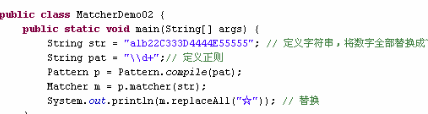 public class MatcherDemo02 {
public static void main(String[] args) {
String str = "a1b22C333D4444E55555"; // 定义字符串，将数字全部替换成
String pat = "\\d+";// 定义正则
Pattern p = Pattern.compile(pat);
Matcher m = p.matcher(str);
System.out.println(m.replaceAll("☆")); // 替换